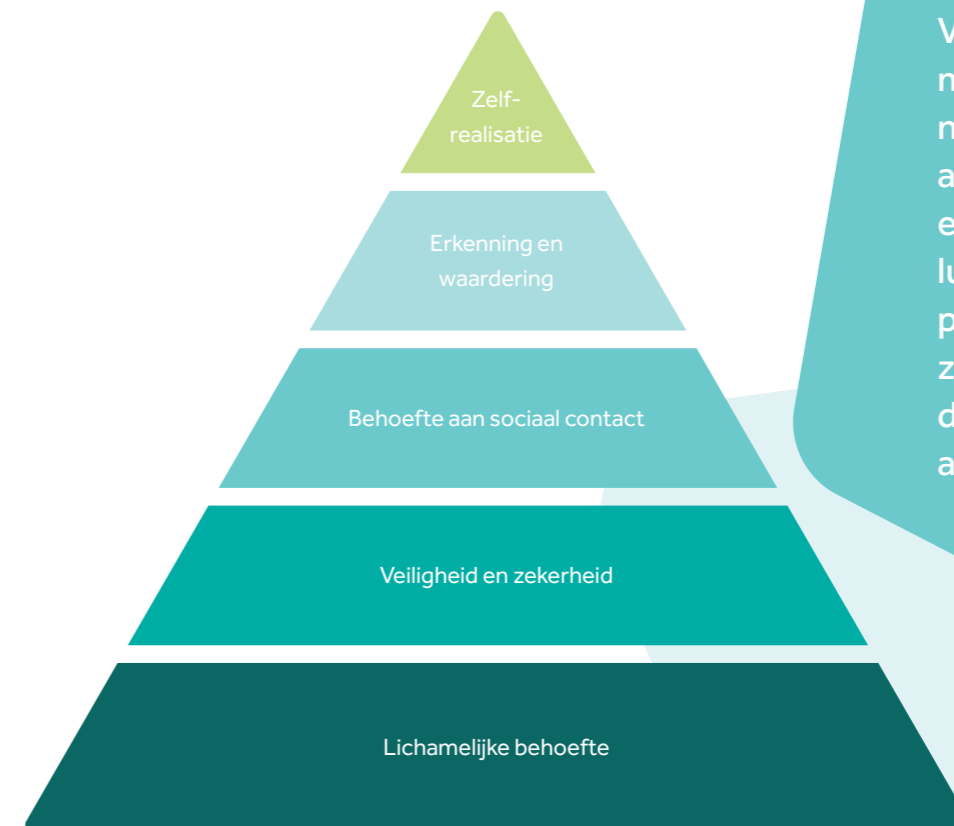 Zelf-
realisatie
Erkenning en
waardering
Behoefte aan sociaal contact
Veiligheid en zekerheid
Lichamelijke behoefte